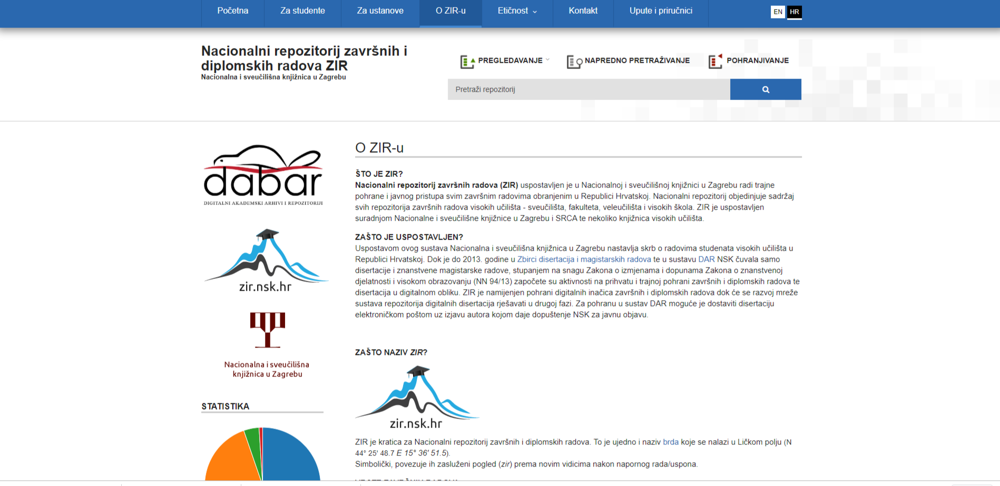 Početna
Za studente
Za ustanove
O ZIR-u
Etičnost
Kontakt
Upute i priručnici
EN
HR
Nacionalni repozitorij završnih i
diplomskih radova ZIR
Nacionalna i sveučilišna knjižnica u Zagrebu
PREGLEDAVANJE
NAPREDNO PRETRAŽIVANJE
POHRANJIVANJE
Pretraži repozitorij
dabar
DIGITALNI AKADEMSKI ARHIVI I REPOZITORIJI
zir.nsk.hr
Nacionalna i sveučilišna
knjižnica u Zagrebu
STATISTIKA
O ZIR-u
ŠTO JE ZIR?
Nacionalni repozitorij završnih radova (ZIR) uspostavljen je u Nacionalnoj i sveučilišnoj knjižnici u Zagrebu radi trajne
pohrane i javnog pristupa svim završnim radovima obranjenim u Republici Hrvatskoj. Nacionalni repozitorij objedinjuje sadržaj
svih repozitorija završnih radova visokih učilišta - sveučilišta, fakulteta, veleučilišta i visokih škola. ZIR je uspostavljen
suradnjom Nacionalne i sveučilišne knjižnice u Zagrebu i SRCA te nekoliko knjižnica visokih učilišta.
ZAŠTO JE USPOSTAVLJEN?
Uspostavom ovog sustava Nacionalna i sveučilišna knjižnica u Zagrebu nastavlja skrb o radovima studenata visokih učilišta u
Republici Hrvatskoj. Dok je do 2013. godine u Zbirci disertacija i magistarskih radova te u sustavu DAR NSK čuvala samo
disertacije i znanstvene magistarske radove, stupanjem na snagu Zakona o izmjenama i dopunama Zakona o znanstvenoj
djelatnosti i visokom obrazovanju (NN 94/13) započete su aktivnosti na prihvatu i trajnoj pohrani završnih i diplomskih radova te
disertacija u digitalnom obliku. ZIR je namijenjen pohrani digitalnih inačica završnih i diplomskih radova dok će se razvoj mreže
sustava repozitorija digitalnih disertacija rješavati u drugoj fazi. Za pohranu u sustav DAR moguće je dostaviti disertaciju
elektroničkom poštom uz izjavu autora kojom daje dopuštenje NSK za javnu objavu.
ZAŠTO NAZIV ZIR?
zir.nsk.hr
ZIR je kratica za Nacionalni repozitorij završnih i diplomskih radova. To je ujedno i naziv brda koje se nalazi u Ličkom polju (N
44° 25' 48.7 E 15° 36' 51.5).
Simbolički, povezuje ih zasluženi pogled (zir) prema novim vidicima nakon napornog rada/uspona.